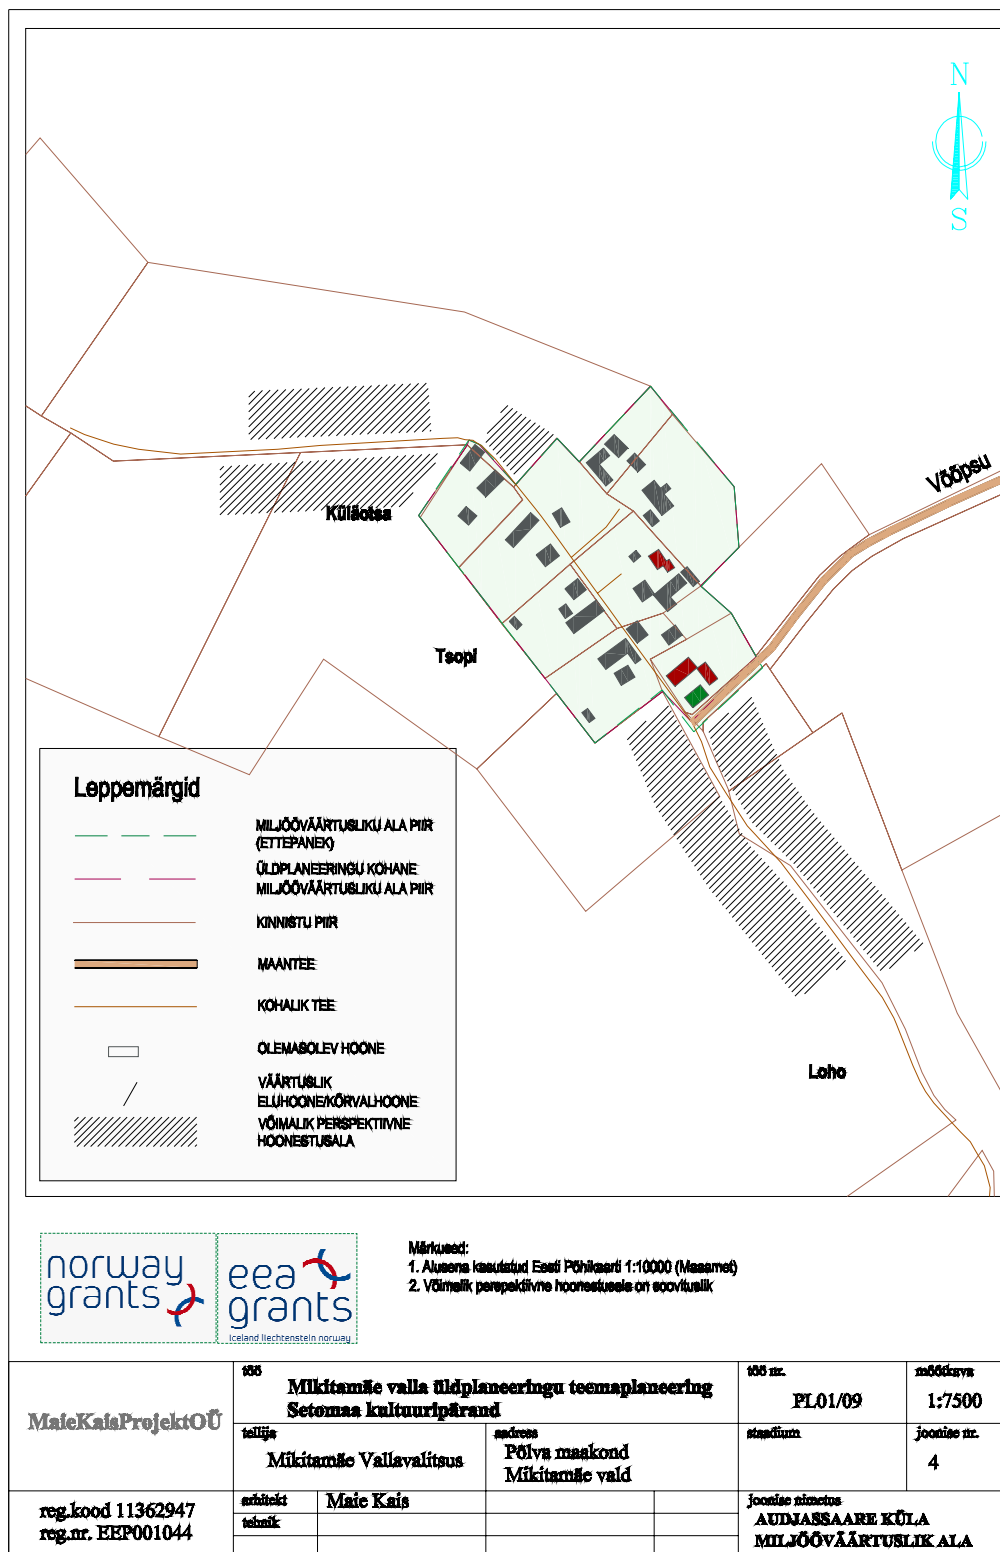 N
S
Võõpsu
Küläotsa
Tsopi
Loho
Leppemärgid
MILJÖÖVÄÄRTUSLIKU ALA PIIR
(ETTEPANEK)
ÜLDPLANEERINGU KOHANE
MILJÖÖVÄÄRTUSLIKU ALA PIIR
KINNISTU PIIR
MAANTEE
KOHALIK TEE
OLEMASOLEV HOONE
VÄÄRTUSLIK
ELUHOONE/KÕRVALHOONE
VÕIMALIK PERSPEKTIIVNE
HOONESTUSALA
norway
grants
eea
grants
iceland liechtenstein norway
Märkused:
1. Alusena kasutatud Eesti Põhikaarti 1:10000 (Maaamet)
2. Võimalik perspektiivne hoonestusala on soovituslik
MaieKaisProjektOÜ
reg.kood 11362947
reg.nr. EEP001044
töö
Mikitamäe valla üldplaneeringu teemaplaneering
Setomaa kultuuripärand
töö nr.
PL01/09
mõõtkava
1:7500
tellija
Mikitamäe Vallavalitsus
aadress
Põlva maakond
Mikitamäe vald
staadium
joonise nr.
4
arhitekt
Maie Kais
tehnik
joonise nimetus
AUDJASSAARE KÜLA
MILJÖÖVÄÄRTUSLIK ALA